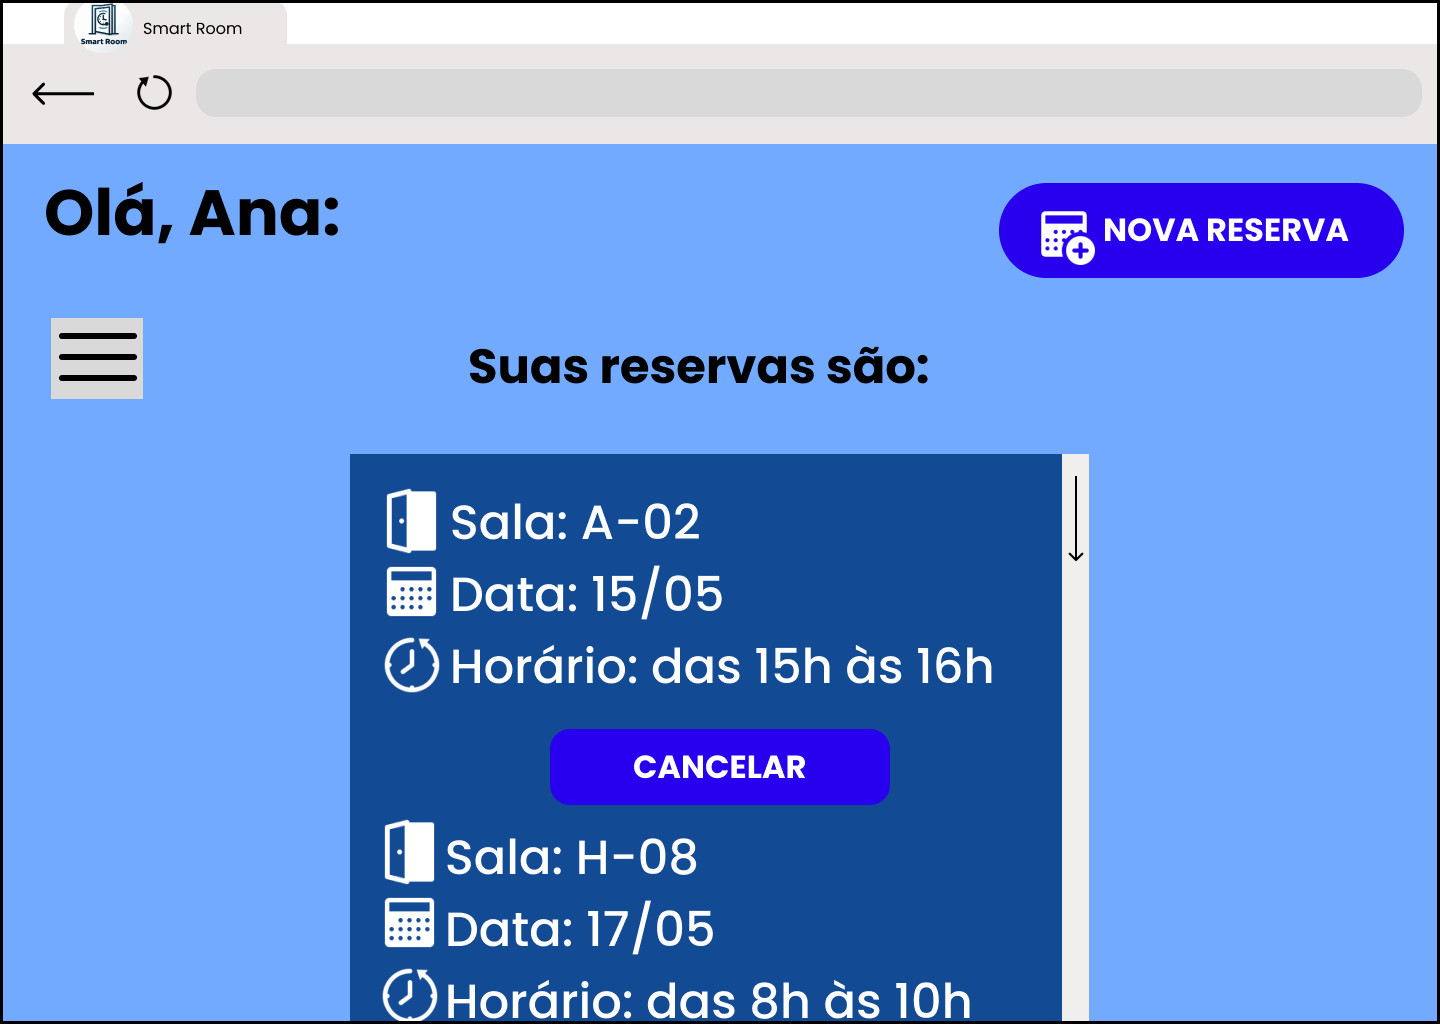 Smart Room
Smart Room
Olá, Ana:
NOVA RESERVA
Suas reservas são:
Sala: A-02
Data: 15/05
Horário: das 15h às 16h
CANCELAR
Sala: H-08
Data: 17/05
Horário: das 8h às 10h